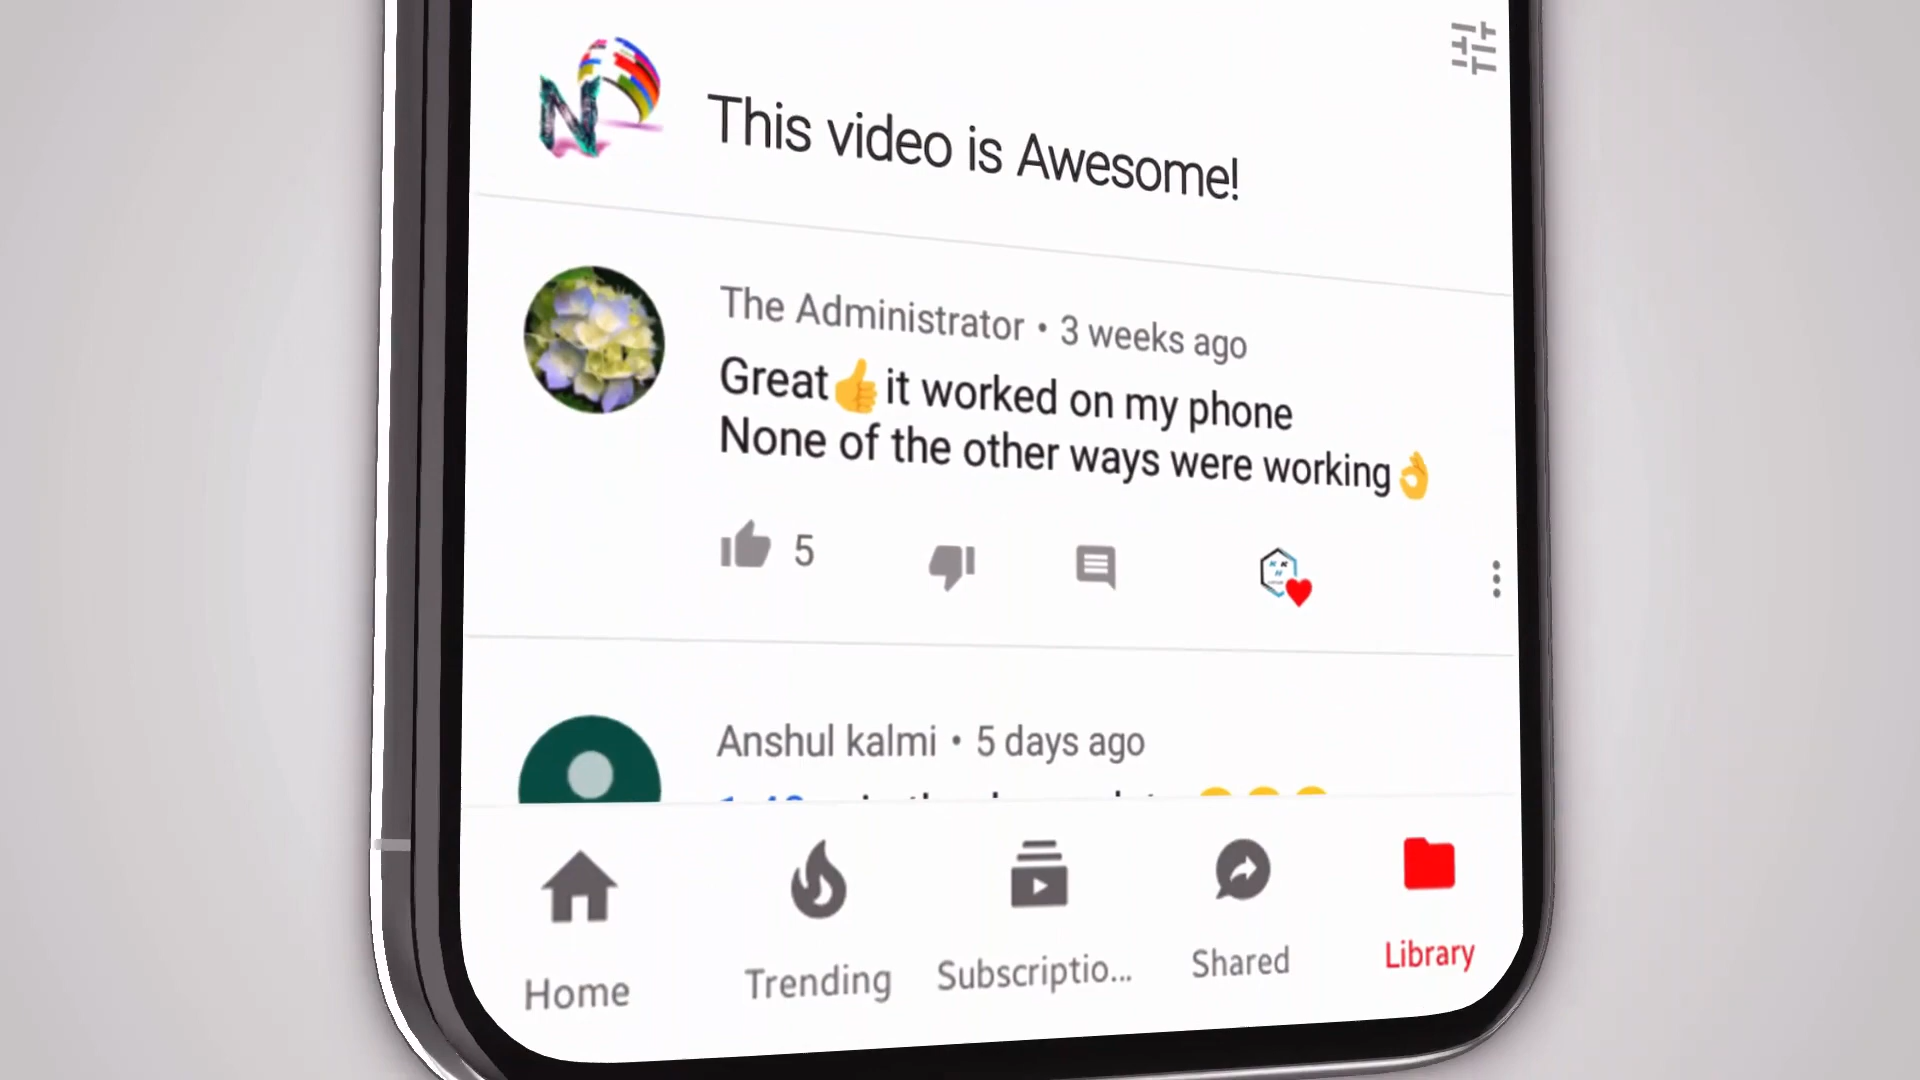 N
This video is Awesome!
The Administrator • 3 weeks ago
Great👍it worked on my phone
None of the other ways were working👌
5
Anshul kalmi • 5 days ago
Home
Trending
Subscriptio...
Shared
Library